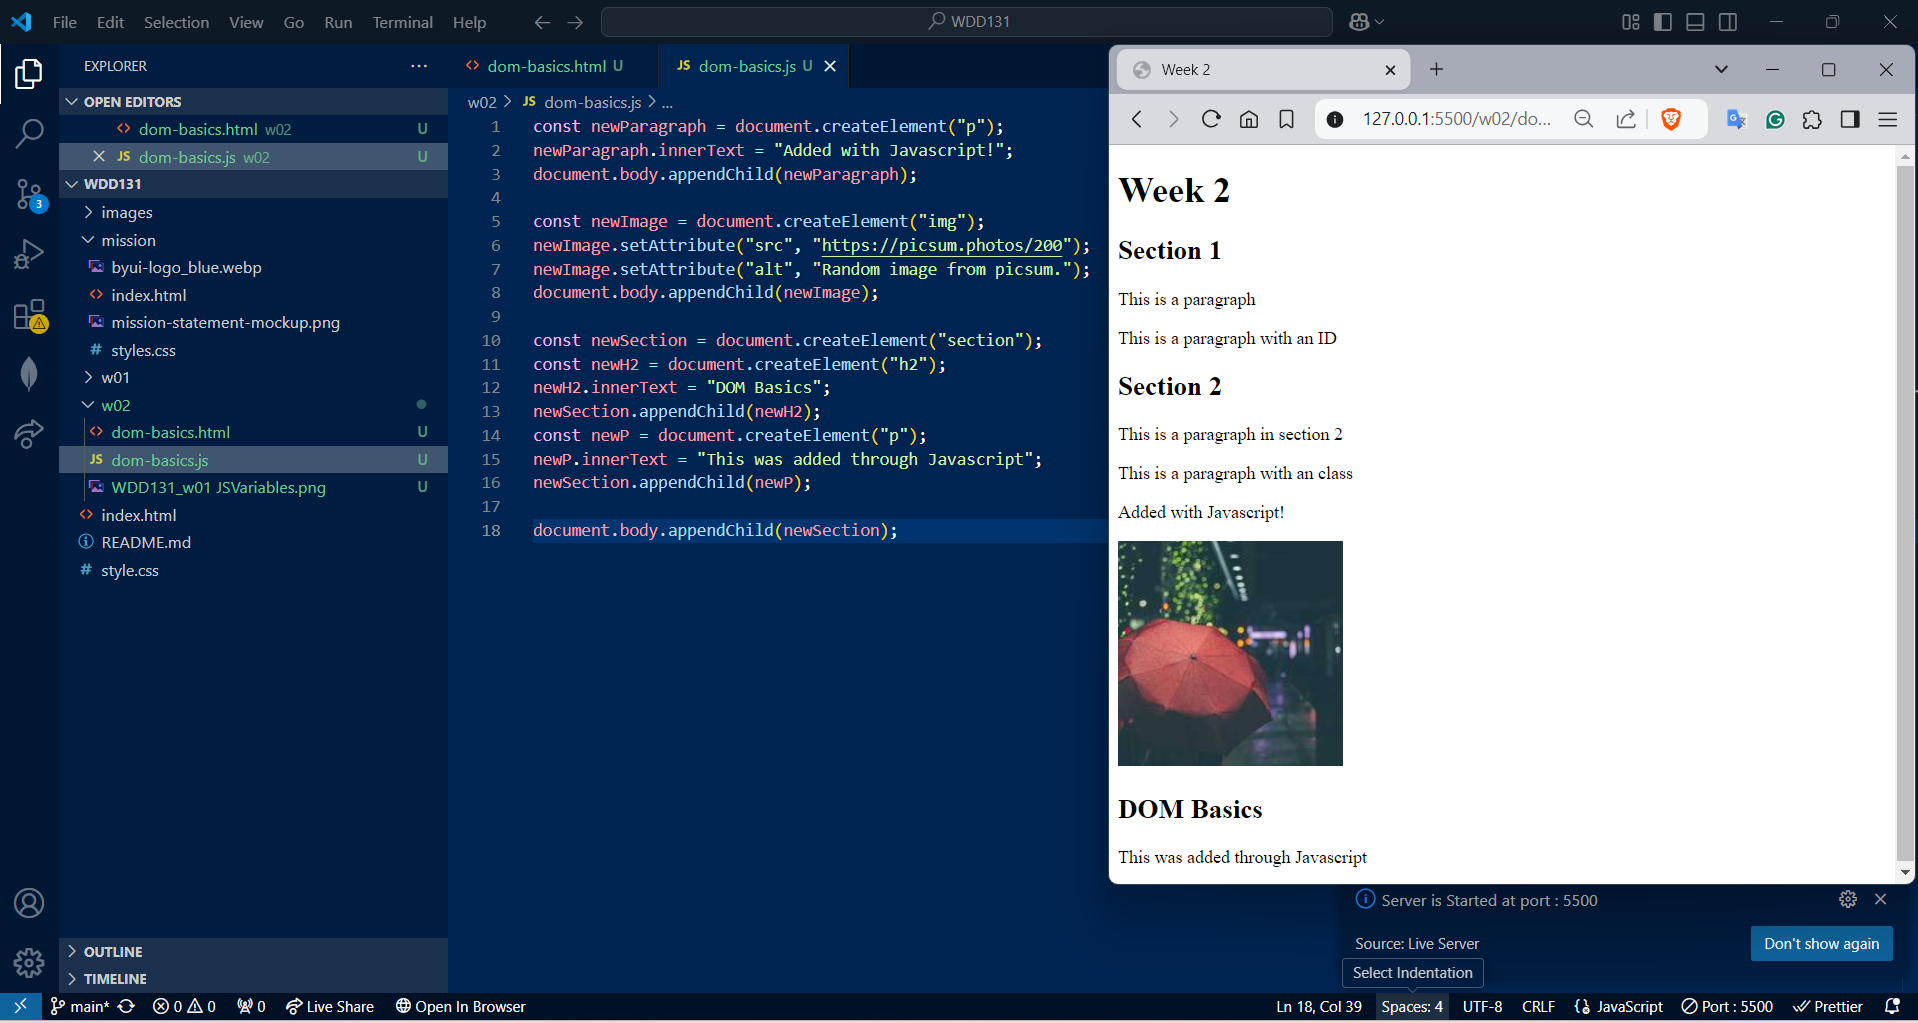 File Edit Selection View Go Run Terminal Help
WDD131
EXPLORER
OPEN EDITORS
dom-basics.html w02 U
JS dom-basics.js w02 U
WDD131
images
mission
byui-logo_blue.webp
index.html
mission-statement-mockup.png
styles.css
w01
w02
dom-basics.html U
JS dom-basics.js U
WDD131_w01 JSVariables.png U
index.html
README.md
style.css
OUTLINE
TIMELINE
dom-basics.html U
JS dom-basics.js U
w02 > JS dom-basics.js > ...
1 const newParagraph = document.createElement("p");
2 newParagraph.innerText = "Added with Javascript!";
3 document.body.appendChild(newParagraph);
4
5 const newImage = document.createElement("img");
6 newImage.setAttribute("src", "https://picsum.photos/200");
7 newImage.setAttribute("alt", "Random image from picsum.");
8 document.body.appendChild(newImage);
9
10 const newSection = document.createElement("section");
11 const newH2 = document.createElement("h2");
12 newH2.innerText = "DOM Basics";
13 newSection.appendChild(newH2);
14 const newP = document.createElement("p");
15 newP.innerText = "This was added through Javascript";
16 newSection.appendChild(newP);
17
18 document.body.appendChild(newSection);
Week 2
127.0.0.1:5500/w02/do...
Week 2
Section 1
This is a paragraph
This is a paragraph with an ID
Section 2
This is a paragraph in section 2
This is a paragraph with an class
Added with Javascript!
DOM Basics
This was added through Javascript
Server is Started at port : 5500
Source: Live Server
Don't show again
Select Indentation
3
main* 0 0 0 Live Share Open In Browser
Ln 18, Col 39 Spaces: 4 UTF-8 CRLF JavaScript Port : 5500 Prettier